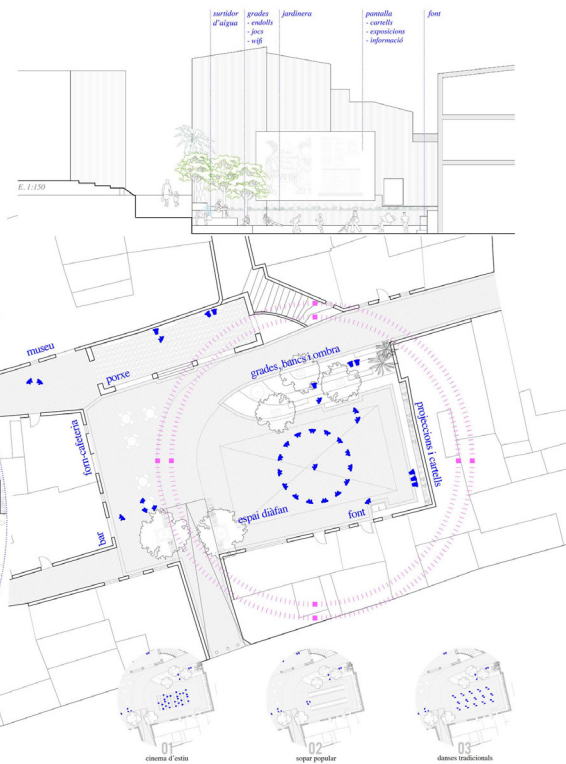 surtidor
d'aigua
grades
- endolls
- jocs
- wifi
jardinera
pantalla
- cartells
- exposicions
- informació
font
E. 1:150
museu
porxe
grades, bancs i ombra
forn-cafeteria
projeccions i cartells
bar
espai diàfan
font
01
cinema d'estiu
02
sopar popular
03
danses tradicionals